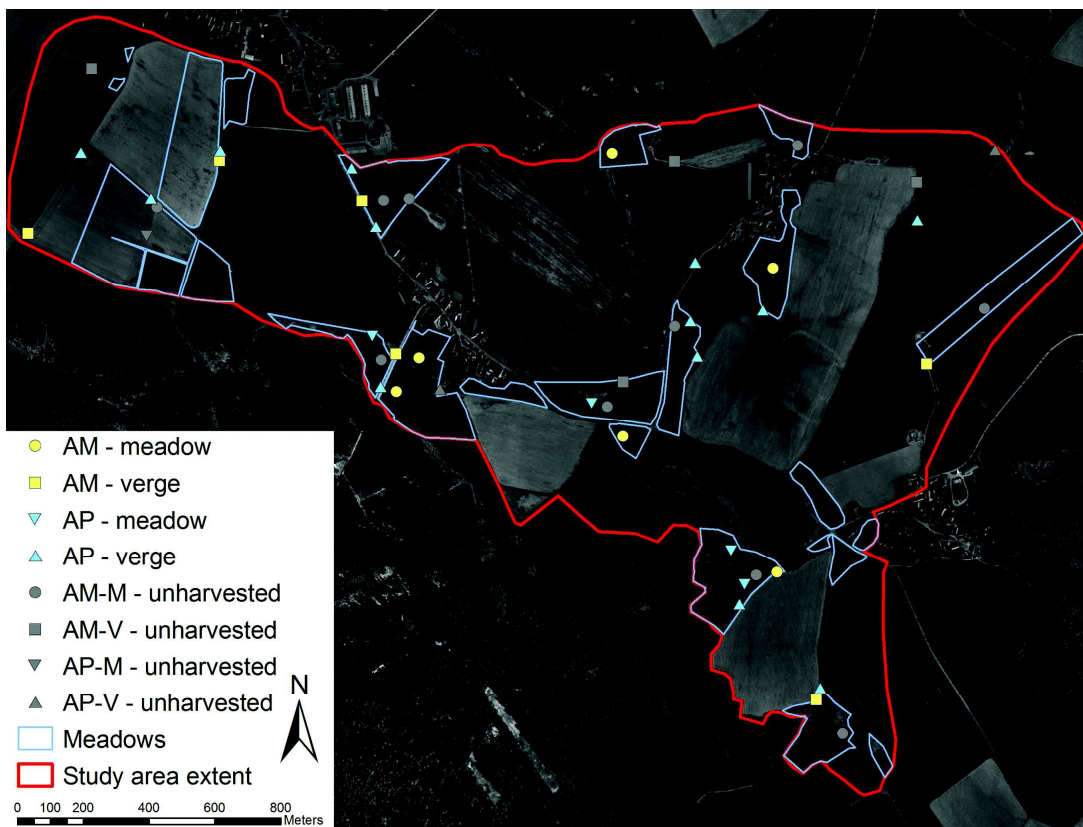 AM - meadow
AM - verge
AP - meadow
AP - verge
AM-M - unharvested
AM-V - unharvested
AP-M - unharvested
AP-V - unharvested
N
Meadows
Study area extent
0 50 100 200 400 600 800
Meters